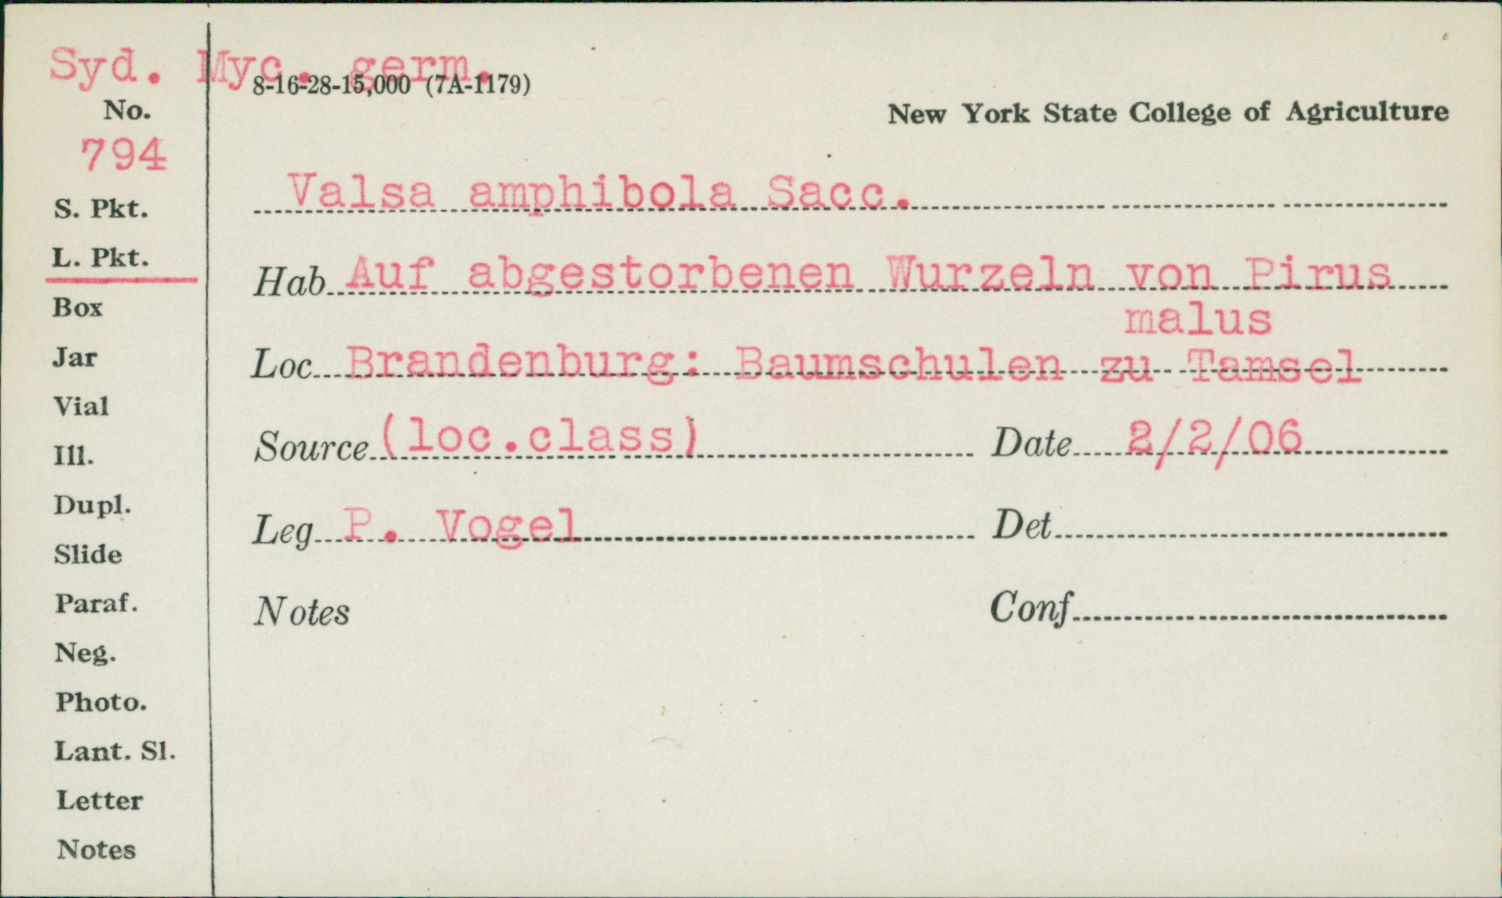 Syd. Myc. germ.
8-16-28-15,000 (7A-1179)
No.
794
New York State College of Agriculture
Valsa amphibola Sacc.
S. Pkt.
L. Pkt.
Hab. Auf abgestorbenen Wurzeln von Pirus
malus
Box
Jar
Loc. Brandenburg: Baumschulen zu Tamsel
Vial
Source (loc.class) Date 2/2/06
Ill.
Dupl.
Leg. P. Vogel Det.
Slide
Paraf.
Notes Conf.
Neg.
Photo.
Lant. Sl.
Letter
Notes